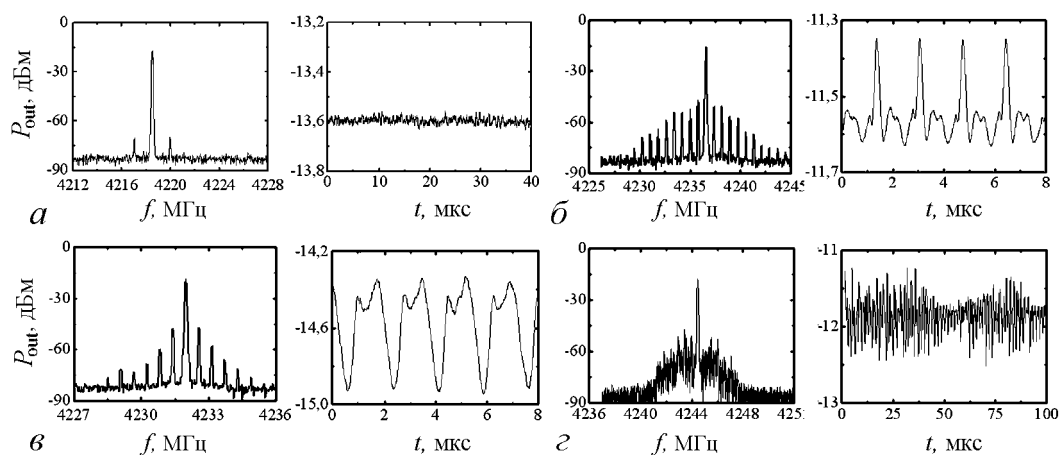 0 -13,2 0 -11,3
-30 -13,4 -30 -11,5
-60 -13,6 -60
-90 -13,8 -90 -11,7
P_out, дБм
4212 4216 4220 4224 4228 0 10 20 30 40 4225 4230 4235 4240 4245 0 2 4 6 8
а f, МГц t, мкс б f, МГц t, мкс
0 -14,2 0 -11
-30 -14,6 -30 -12
-60 -60
-90 -15,0 -90 -13
P_out, дБм
4227 4230 4233 4236 0 2 4 6 8 4236 4240 4244 4248 425 0 25 50 75 100
в f, МГц t, мкс г f, МГц t, мкс